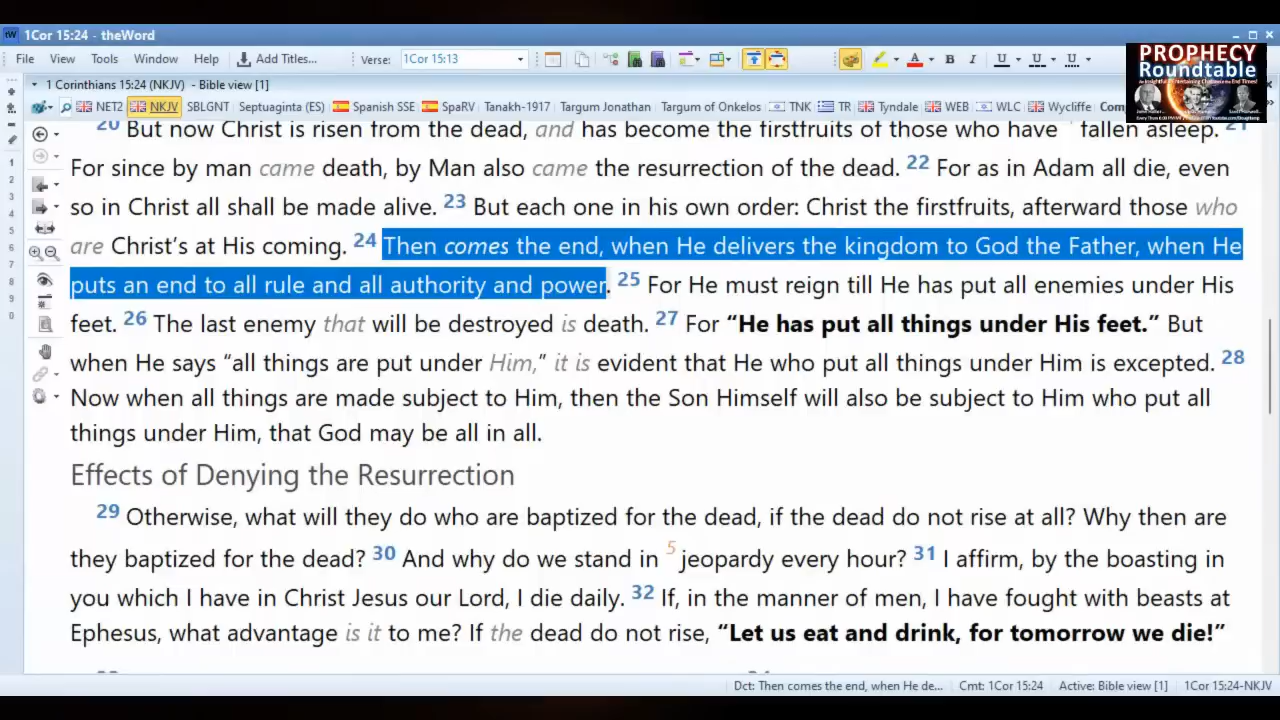 1Cor 15:24 - theWord
File View Tools Window Help Add Titles... Verse: 1Cor 15:13
1 Corinthians 15:24 (NKJV) - Bible view [1]
NET2 NKJV SBLGNT Septuaginta (ES) Spanish SSE SpaRV Tanakh-1917 Targum Jonathan Targum of Onkelos TNK TR Tyndale WEB WLC Wycliffe
PROPHECY
Roundtable
20 But now Christ is risen from the dead, and has become the firstfruits of those who have fallen asleep. 21
For since by man came death, by Man also came the resurrection of the dead. 22 For as in Adam all die, even
so in Christ all shall be made alive. 23 But each one in his own order: Christ the firstfruits, afterward those who
are Christ's at His coming. 24 Then comes the end, when He delivers the kingdom to God the Father, when He
puts an end to all rule and all authority and power. 25 For He must reign till He has put all enemies under His
feet. 26 The last enemy that will be destroyed is death. 27 For “He has put all things under His feet.” But
when He says “all things are put under Him,” it is evident that He who put all things under Him is excepted. 28
Now when all things are made subject to Him, then the Son Himself will also be subject to Him who put all
things under Him, that God may be all in all.
Effects of Denying the Resurrection
29 Otherwise, what will they do who are baptized for the dead, if the dead do not rise at all? Why then are
they baptized for the dead? 30 And why do we stand in 5 jeopardy every hour? 31 I affirm, by the boasting in
you which I have in Christ Jesus our Lord, I die daily. 32 If, in the manner of men, I have fought with beasts at
Ephesus, what advantage is it to me? If the dead do not rise, “Let us eat and drink, for tomorrow we die!”
Dct: Then comes the end, when He de... Cmt: 1Cor 15:24 Active: Bible view [1] 1Cor 15:24-NKJV